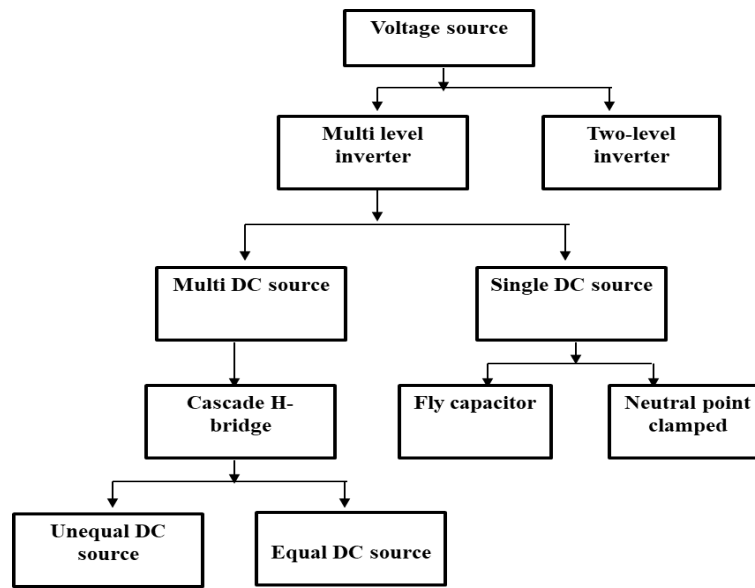 Voltage source
Multi level
inverter
Two-level
inverter
Multi DC source
Single DC source
Cascade H-
bridge
Fly capacitor
Neutral point
clamped
Unequal DC
source
Equal DC source